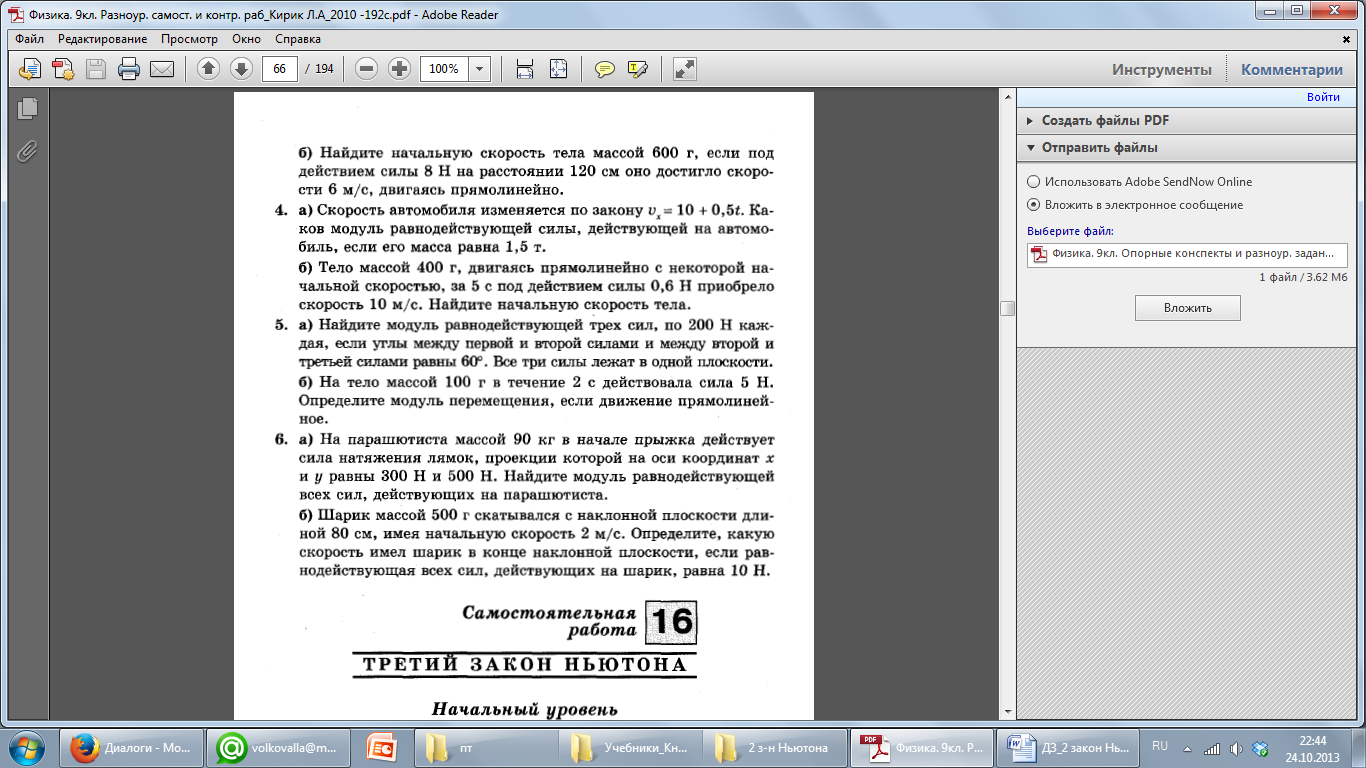 Физика. 9кл. Разноур. самост. и контр. раб_Кирик Л.А_2010 -192с.pdf - Adobe Reader
Файл Редактирование Просмотр Окно Справка
66 / 194 100% Инструменты Комментарии
Войти
Создать файлы PDF
Отправить файлы
Использовать Adobe SendNow Online
Вложить в электронное сообщение
Выберите файл:
Физика. 9кл. Опорные конспекты и разноур. задан...
1 файл / 3.62 Мб
Вложить
б) Найдите начальную скорость тела массой 600 г, если под
действием силы 8 Н на расстоянии 120 см оно достигло скоро-
сти 6 м/с, двигаясь прямолинейно.
4. а) Скорость автомобиля изменяется по закону vₓ = 10 + 0,5t. Ка-
ков модуль равнодействующей силы, действующей на автомо-
биль, если его масса равна 1,5 т.
б) Тело массой 400 г, двигаясь прямолинейно с некоторой на-
чальной скоростью, за 5 с под действием силы 0,6 Н приобрело
скорость 10 м/с. Найдите начальную скорость тела.
5. а) Найдите модуль равнодействующей трех сил, по 200 Н каж-
дая, если углы между первой и второй силами и между второй и
третьей силами равны 60°. Все три силы лежат в одной плоскости.
б) На тело массой 100 г в течение 2 с действовала сила 5 Н.
Определите модуль перемещения, если движение прямолиней-
ное.
6. а) На парашютиста массой 90 кг в начале прыжка действует
сила натяжения лямок, проекции которой на оси координат x
и y равны 300 Н и 500 Н. Найдите модуль равнодействующей
всех сил, действующих на парашютиста.
б) Шарик массой 500 г скатывался с наклонной плоскости дли-
ной 80 см, имея начальную скорость 2 м/с. Определите, какую
скорость имел шарик в конце наклонной плоскости, если рав-
нодействующая всех сил, действующих на шарик, равна 10 Н.
Самостоятельная
работа 16
ТРЕТИЙ ЗАКОН НЬЮТОНА
Начальный уровень
Диалоги - Mo... volkovalla@m... пт Учебники_Кн... 2 з-н Ньютона Физика. 9кл. Р... ДЗ_2 закон Нь... RU 22:44
24.10.2013